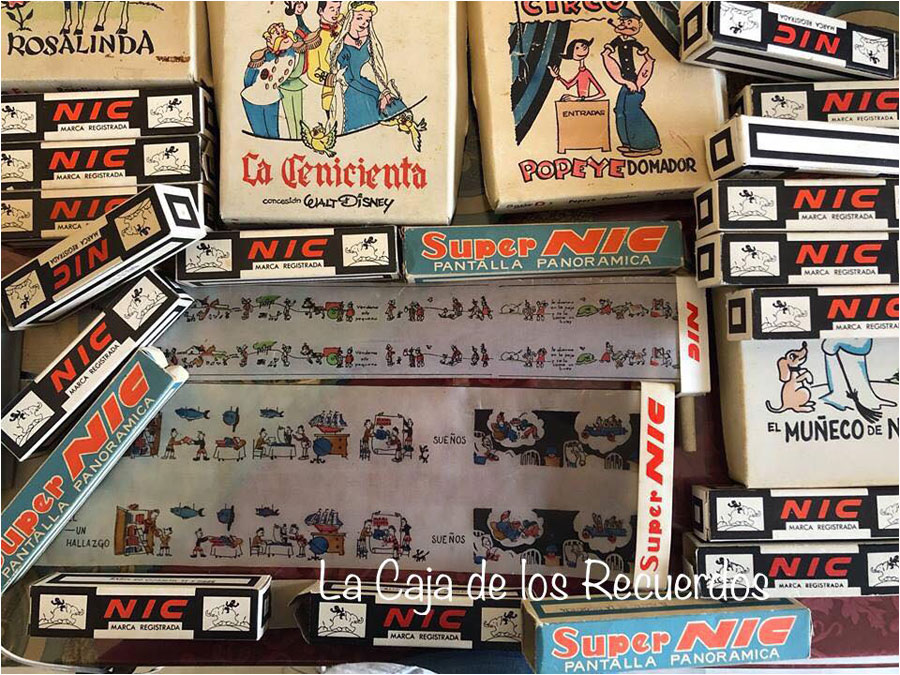 ROSALINDA
La Cenicienta
concesión WALT DISNEY
CIRCO
ENTRADAS
POPEYE DOMADOR
NIC
MARCA REGISTRADA
NIC
MARCA REGISTRADA
NIC
MARCA REGISTRADA
NIC
NIC
MARCA REGISTRADA
NIC
MARCA REGISTRADA
NIC
MARCA REGISTRADA
NIC
MARCA REGISTRADA
NIC
MARCA REGISTRADA
NIC
MARCA REGISTRADA
Super NIC
PANTALLA PANORAMICA
NIC
MARCA REGISTRADA
NIC
MARCA REGISTRADA
NIC
Super NIC
PANTALLA PANORAMICA
SUEÑOS
UN
HALLAZGO
SUEÑOS
Super NIC
EL MUÑECO DE N
NIC
MARCA REGISTRADA
NIC
MARCA REGISTRADA
La Caja de los Recuerdos
NIC
MARCA REGISTRADA
NIC
MARCA REGISTRADA
Super NIC
PANTALLA PANORAMICA